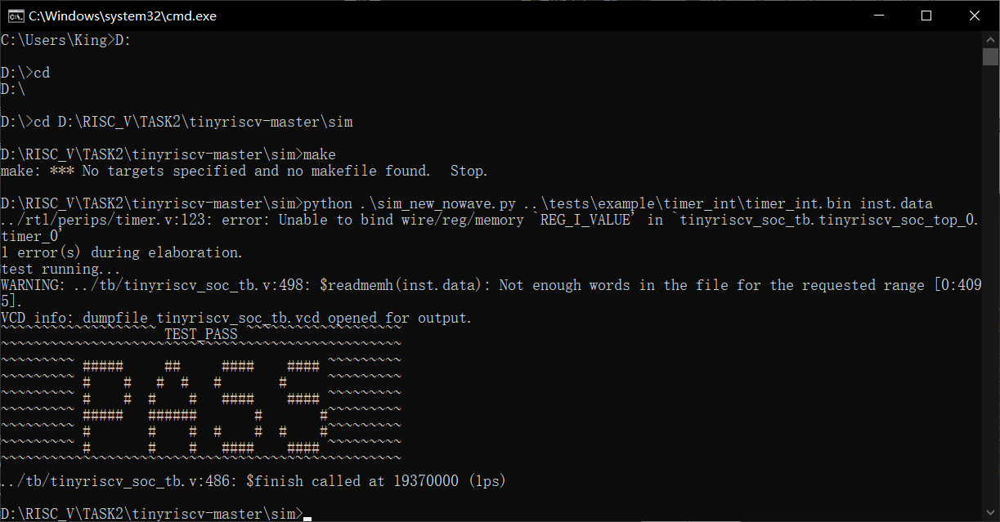 C:\Windows\system32\cmd.exe
C:\Users\King>D:
D:\>cd
D:\
D:\>cd D:\RISC_V\TASK2\tinyriscv-master\sim
D:\RISC_V\TASK2\tinyriscv-master\sim>make
make: *** No targets specified and no makefile found.  Stop.
D:\RISC_V\TASK2\tinyriscv-master\sim>python .\sim_new_nowave.py ..\tests\example\timer_int\timer_int.bin inst.data
../rtl/perips/timer.v:123: error: Unable to bind wire/reg/memory `REG_I_VALUE' in `tinyriscv_soc_tb.tinyriscv_soc_top_0.
timer_0'
1 error(s) during elaboration.
test running...
WARNING: ../tb/tinyriscv_soc_tb.v:498: $readmemh(inst.data): Not enough words in the file for the requested range [0:409
5].
VCD info: dumpfile tinyriscv_soc_tb.vcd opened for output.
~~~~~~~~~~~~~~~~~~~ TEST_PASS ~~~~~~~~~~~~~~~~~~~
~~~~~~~~~~~~~~~~~~~~~~~~~~~~~~~~~~~~~~~~~~~~~~~~~
~~~~~~~~~ #####     ##     ####    #### ~~~~~~~~~
~~~~~~~~~ #    #   #  #   #       #     ~~~~~~~~~
~~~~~~~~~ #    #  #    #   ####    #### ~~~~~~~~~
~~~~~~~~~ #####   ######       #       #~~~~~~~~~
~~~~~~~~~ #       #    #  #    #  #    #~~~~~~~~~
~~~~~~~~~ #       #    #   ####    #### ~~~~~~~~~
~~~~~~~~~~~~~~~~~~~~~~~~~~~~~~~~~~~~~~~~~~~~~~~~~
../tb/tinyriscv_soc_tb.v:486: $finish called at 19370000 (1ps)
D:\RISC_V\TASK2\tinyriscv-master\sim>